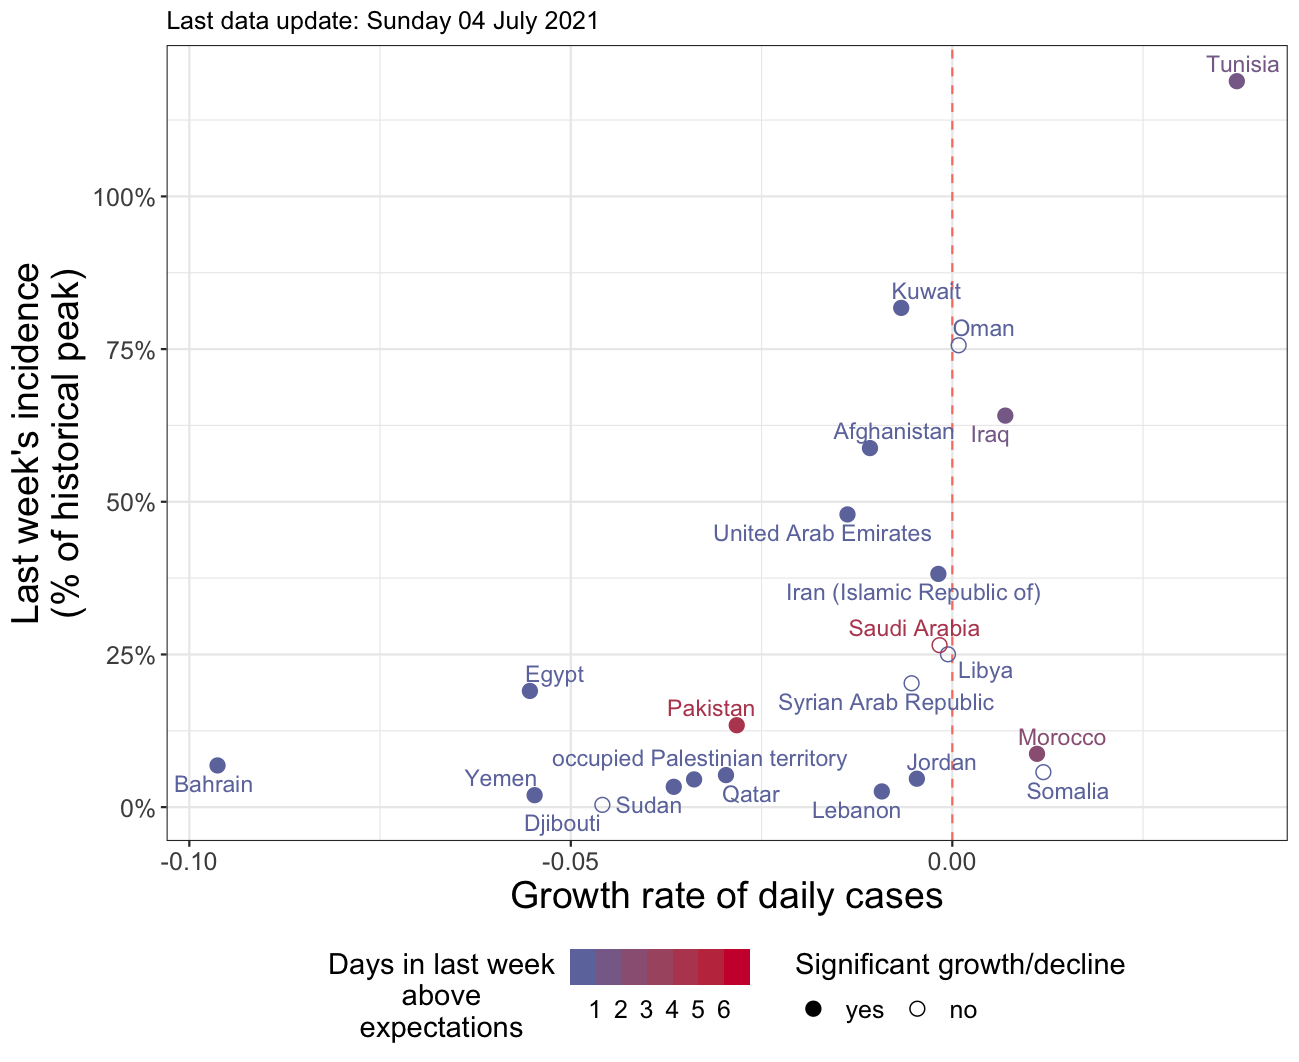 Last data update: Sunday 04 July 2021
Last week's incidence
(% of historical peak)
100%
75%
50%
25%
0%
Tunisia
Kuwait
Oman
Afghanistan
Iraq
United Arab Emirates
Iran (Islamic Republic of)
Saudi Arabia
Libya
Egypt
Syrian Arab Republic
Pakistan
Morocco
occupied Palestinian territory
Jordan
Yemen
Bahrain
Somalia
Qatar
Sudan
Lebanon
Djibouti
-0.10
-0.05
0.00
Growth rate of daily cases
Days in last week
above
expectations
1 2 3 4 5 6
Significant growth/decline
yes
no